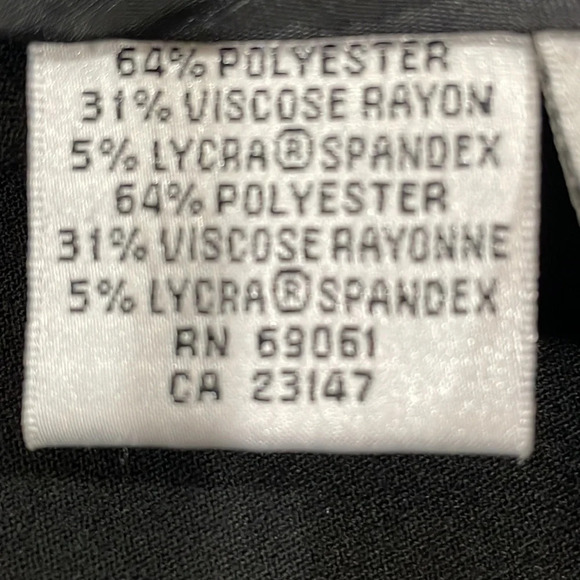 64% POLYESTER
31% VISCOSE RAYON
5% LYCRA® SPANDEX
64% POLYESTER
31% VISCOSE RAYONNE
5% LYCRA® SPANDEX
RN 69061
CA 23147